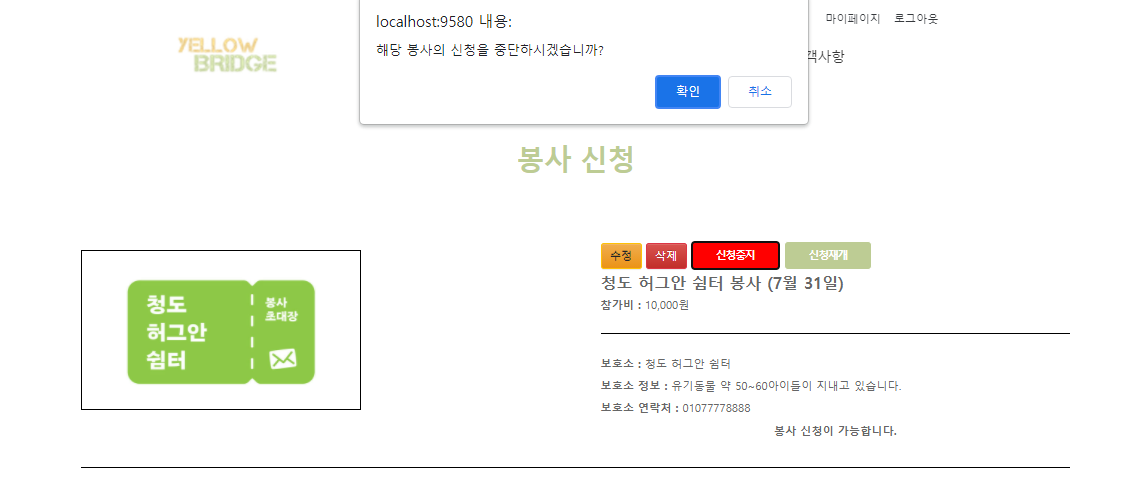 localhost:9580 내용:
해당 봉사의 신청을 중단하시겠습니까?
확인 취소
마이페이지 로그아웃
YELLOW
BRIDGE
객사항
봉사 신청
청도
허그안
쉼터
봉사
초대장
수정 삭제 신청중지 신청재개
청도 허그안 쉼터 봉사 (7월 31일)
참가비 : 10,000원
보호소 : 청도 허그안 쉼터
보호소 정보 : 유기동물 약 50~60아이들이 지내고 있습니다.
보호소 연락처 : 01077778888
봉사 신청이 가능합니다.